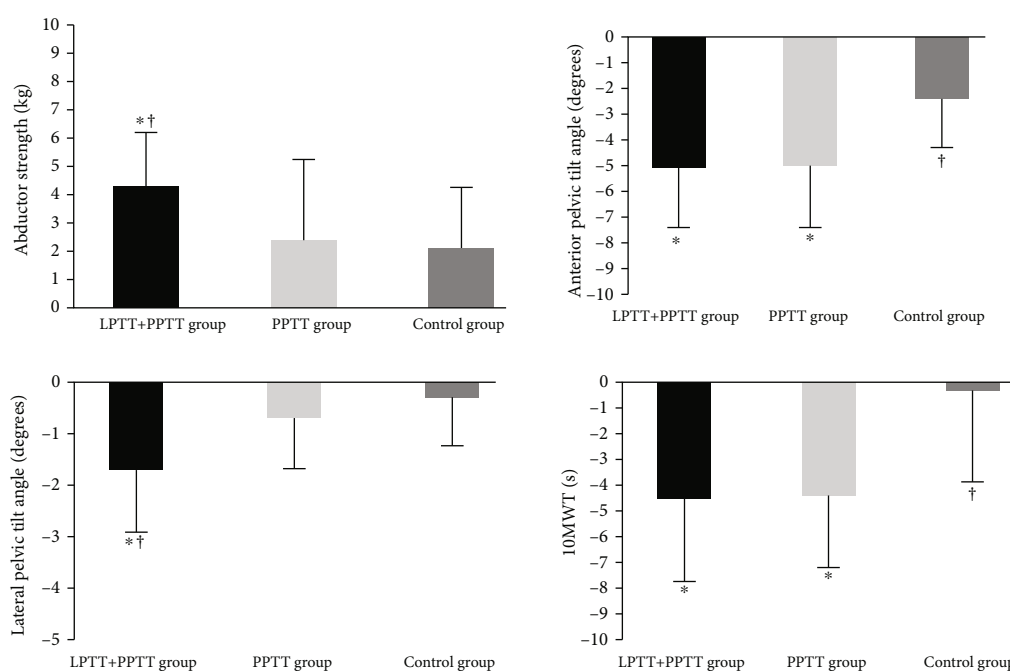 Abductor strength (kg)
10
9
8
7
6
5
4
3
2
1
0
*†
LPTT+PPTT group
PPTT group
Control group
Anterior pelvic tilt angle (degrees)
0
–1
–2
–3
–4
–5
–6
–7
–8
–9
–10
*
*
†
LPTT+PPTT group
PPTT group
Control group
Lateral pelvic tilt angle (degrees)
0
–1
–2
–3
–4
–5
*†
LPTT+PPTT group
PPTT group
Control group
10MWT (s)
0
–1
–2
–3
–4
–5
–6
–7
–8
–9
–10
*
*
†
LPTT+PPTT group
PPTT group
Control group